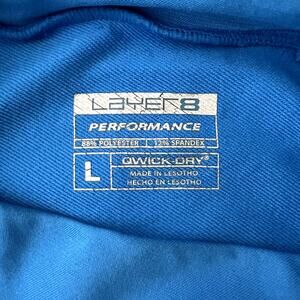 LAYER8
PERFORMANCE
88% POLYESTER | 12% SPANDEX
L
QWICK-DRY®
MADE IN LESOTHO
HECHO EN LESOTHO